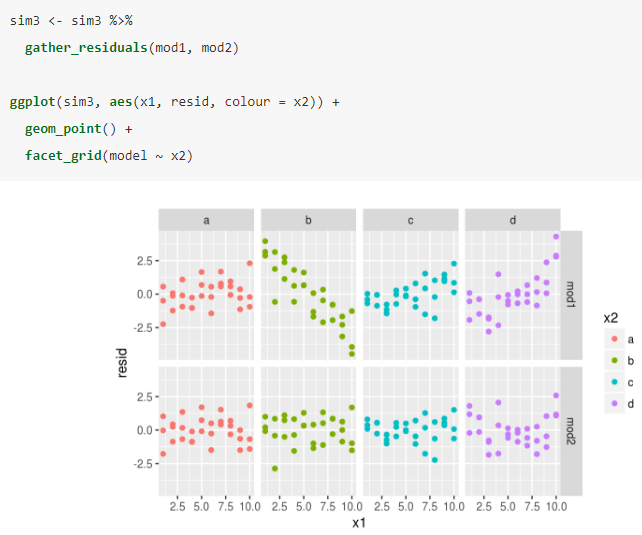 sim3 <- sim3 %>%
gather_residuals(mod1, mod2)
ggplot(sim3, aes(x1, resid, colour = x2)) +
geom_point() +
facet_grid(model ~ x2)
a b c d
2.5
0.0
-2.5
mod1
2.5
0.0
-2.5
mod2
resid
2.5 5.0 7.5 10.0 2.5 5.0 7.5 10.0 2.5 5.0 7.5 10.0 2.5 5.0 7.5 10.0
x1
x2
a
b
c
d